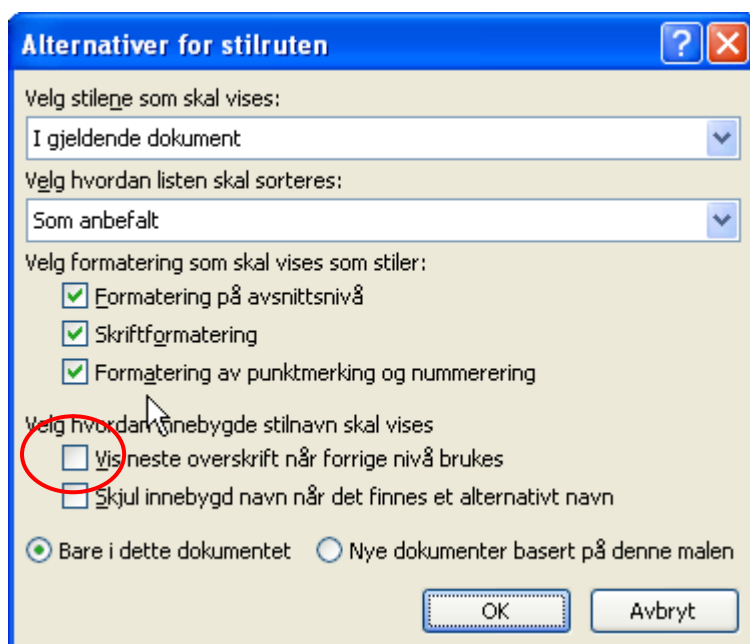 Alternativer for stilruten
Velg stilene som skal vises:
I gjeldende dokument
Velg hvordan listen skal sorteres:
Som anbefalt
Velg formatering som skal vises som stiler:
Formatering på avsnittsnivå
Skriftformatering
Formatering av punktmerking og nummerering
Velg hvordan innebygde stilnavn skal vises
Vis neste overskrift når forrige nivå brukes
Skjul innebygd navn når det finnes et alternativt navn
Bare i dette dokumentet Nye dokumenter basert på denne malen
OK Avbryt